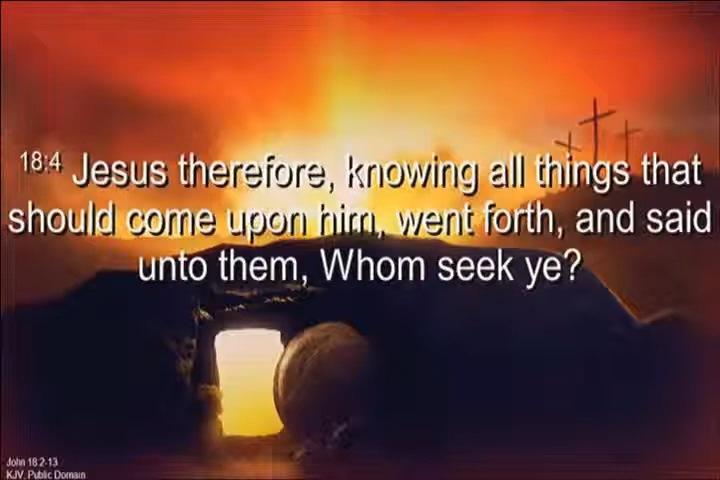 18:4 Jesus therefore, knowing all things that
should come upon him, went forth, and said
unto them, Whom seek ye?
John 18:2-13
KJV, Public Domain